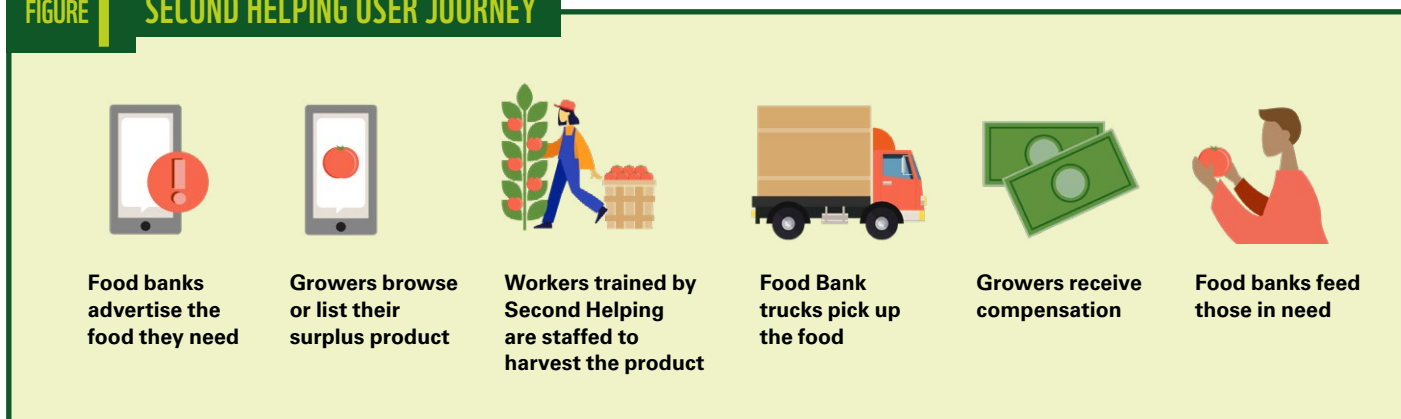 FIGURE
SECOND HELPING USER JOURNEY
!
Food banks
advertise the
food they need
Growers browse
or list their
surplus product
Workers trained by
Second Helping
are staffed to
harvest the product
Food Bank
trucks pick up
the food
Growers receive
compensation
Food banks feed
those in need